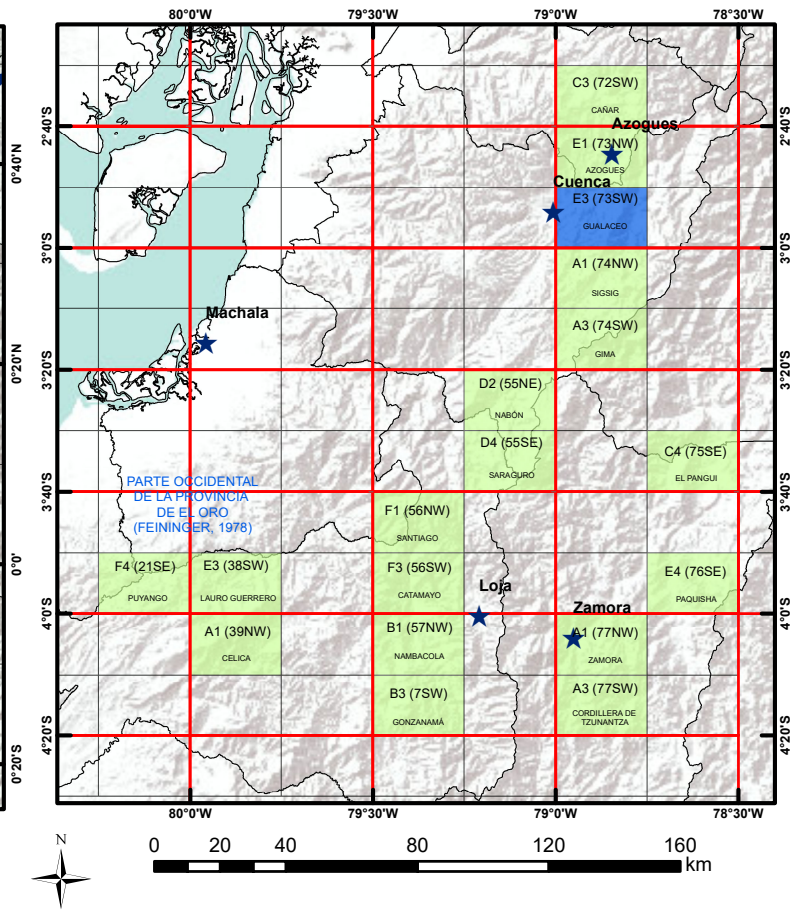 80°0'W 79°30'W 79°0'W 78°30'W
C3 (72SW)
CAÑAR
2°40'S 2°40'S
0°40'N
Azogues
E1 (73NW)
AZOGUES
Cuenca
E3 (73SW)
GUALACEO
3°0'S 3°0'S
A1 (74NW)
SIGSIG
Machala
A3 (74SW)
GIMA
3°20'S 3°20'S
0°20'N
D2 (55NE)
NABÓN
D4 (55SE)
SARAGURO
C4 (75SE)
EL PANGUI
PARTE OCCIDENTAL
DE LA PROVINCIA
DE EL ORO
(FEININGER, 1978)
3°40'S 3°40'S
F1 (56NW)
SANTIAGO
0°0'
F4 (21SE)
PUYANGO
E3 (38SW)
LAURO GUERRERO
F3 (56SW)
CATAMAYO
E4 (76SE)
PAQUISHA
Loja
Zamora
4°0'S 4°0'S
A1 (39NW)
CELICA
B1 (57NW)
NAMBACOLA
A1 (77NW)
ZAMORA
B3 (7SW)
GONZANAMÁ
A3 (77SW)
CORDILLERA DE
TZUNANTZA
4°20'S 4°20'S
0°20'S
80°0'W 79°30'W 79°0'W 78°30'W
N
0 20 40 80 120 160
km